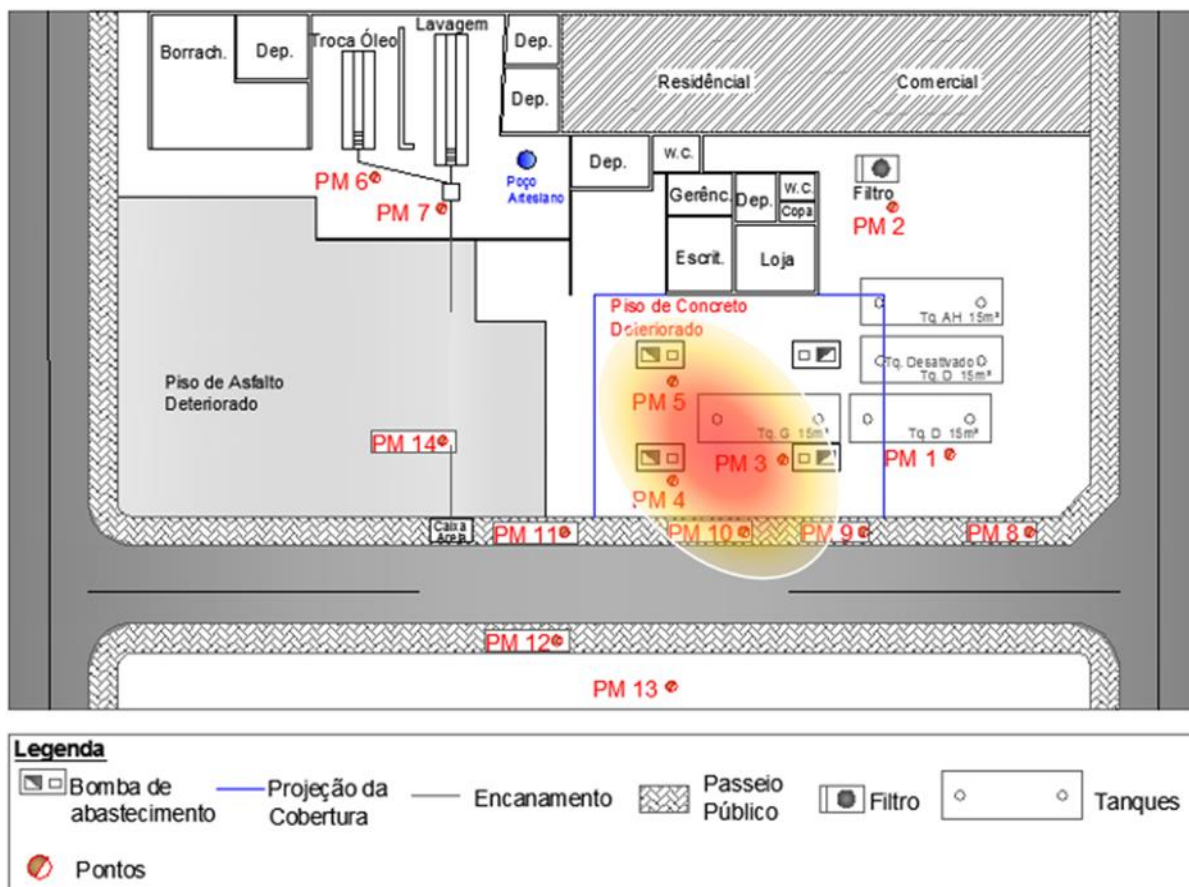 Borrach.
Dep.
Troca Óleo
Lavagem
Dep.
Dep.
Residêncial
Comercial
PM 6
PM 7
Poço
Artesiano
Dep.
W.C.
Gerênc.
Dep.
W.C.
Copa
Escrit.
Loja
Filtro
PM 2
Piso de Concreto
Deteriorado
Tq. AH 15m³
Tq. Desativado
Tq. D 15m³
Piso de Asfalto
Deteriorado
PM 5
Tq. G 15m³
Tq. D 15m³
PM 14
PM 3
PM 1
PM 4
Caixa
Areia
PM 11
PM 10
PM 9
PM 8
PM 12
PM 13
Legenda
Bomba de
abastecimento
Projeção da
Cobertura
Encanamento
Passeio
Público
Filtro
Tanques
Pontos